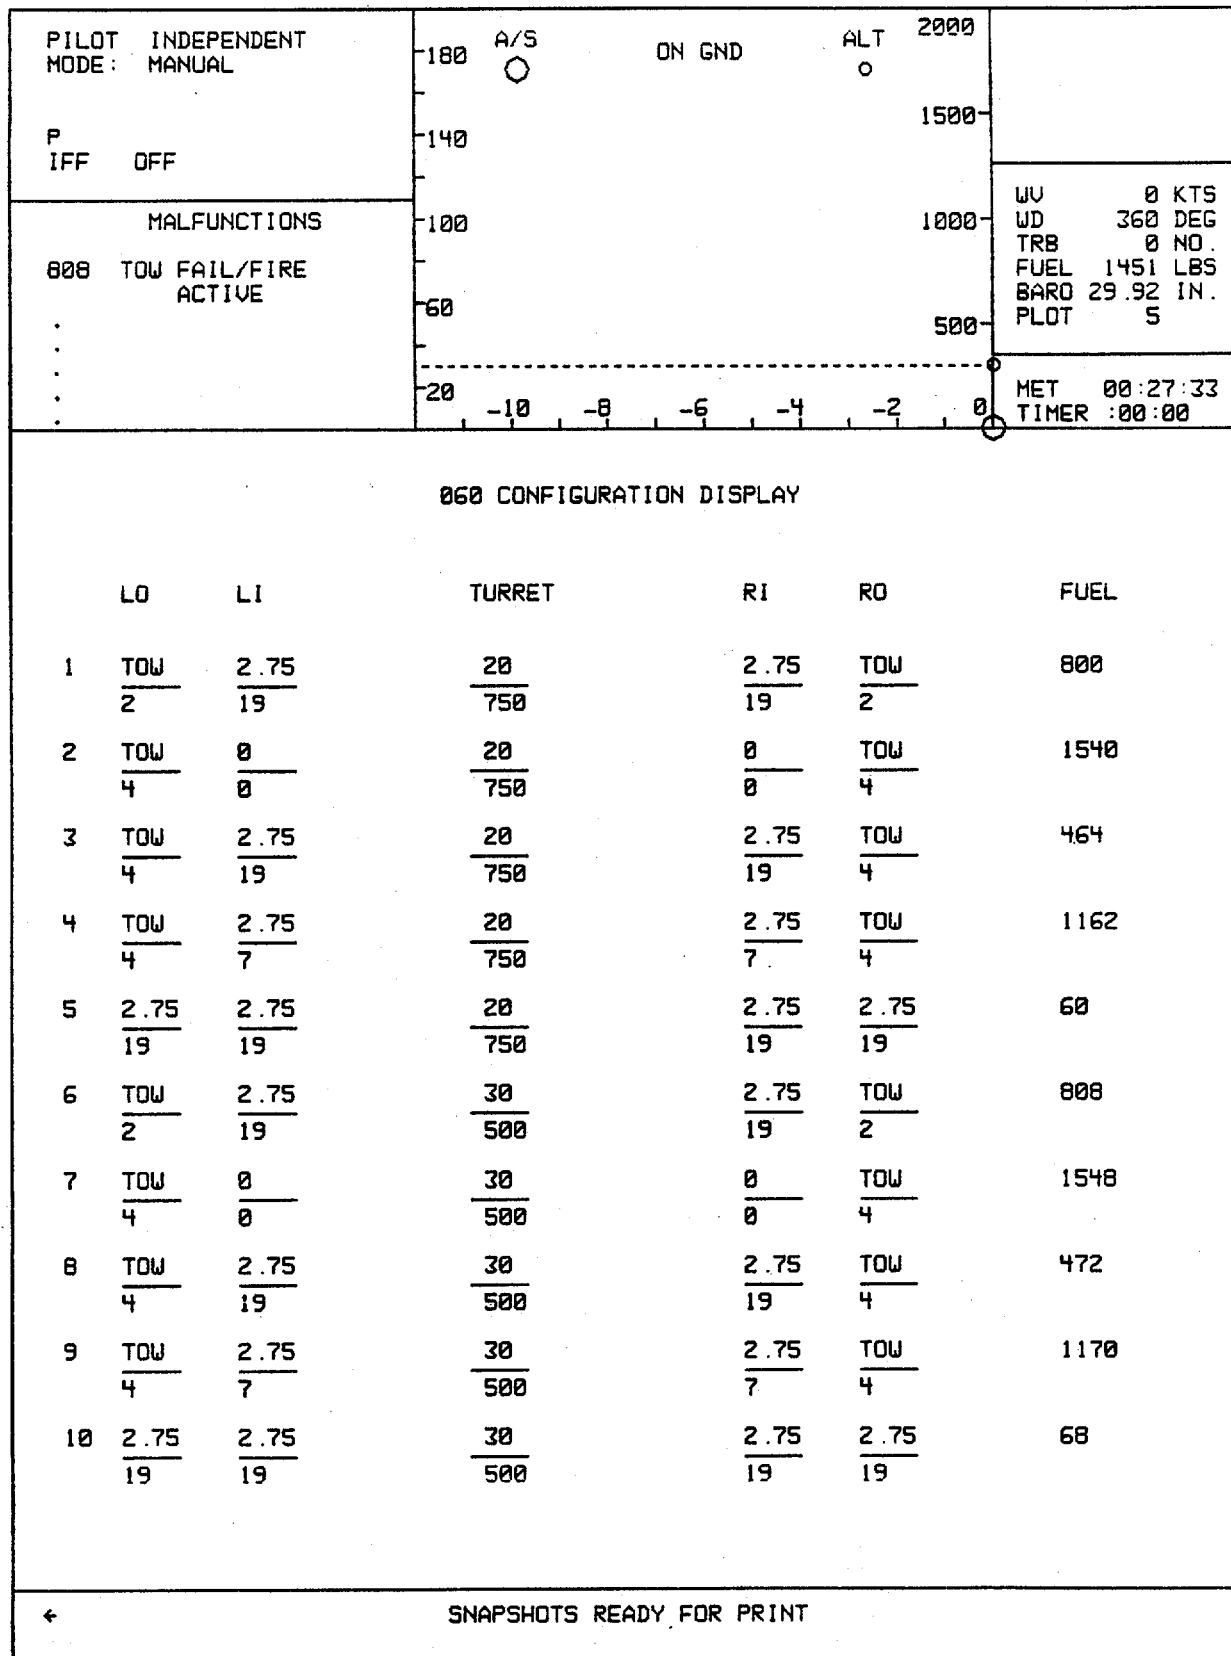 PILOT INDEPENDENT
MODE: MANUAL
P
IFF OFF
MALFUNCTIONS
808 TOW FAIL/FIRE
ACTIVE
.
.
.
.
.
A/S
ON GND
ALT
180
140
100
60
20
2000
1500
1000
500
0
-10 -8 -6 -4 -2
WV 0 KTS
WD 360 DEG
TRB 0 NO.
FUEL 1451 LBS
BARO 29.92 IN.
PLOT 5
MET 00:27:33
TIMER :00:00
060 CONFIGURATION DISPLAY
LO LI TURRET RI RO FUEL
1 TOW 2.75 20 2.75 TOW 800
2 19 750 19 2
2 TOW 0 20 0 TOW 1540
4 0 750 0 4
3 TOW 2.75 20 2.75 TOW 464
4 19 750 19 4
4 TOW 2.75 20 2.75 TOW 1162
4 7 750 7 4
5 2.75 2.75 20 2.75 2.75 60
19 19 750 19 19
6 TOW 2.75 30 2.75 TOW 808
2 19 500 19 2
7 TOW 0 30 0 TOW 1548
4 0 500 0 4
8 TOW 2.75 30 2.75 TOW 472
4 19 500 19 4
9 TOW 2.75 30 2.75 TOW 1170
4 7 500 7 4
10 2.75 2.75 30 2.75 2.75 68
19 19 500 19 19
← SNAPSHOTS READY FOR PRINT